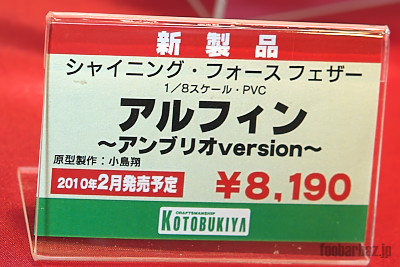 新製品
シャイニング・フォース フェザー
1/8スケール・PVC
アルフィン
～アンブリオversion～
原型製作：小島翔
2010年2月発売予定 ￥8,190
CRAFTSMANSHIP
KOTOBUKIYA
foobarbaz.jp